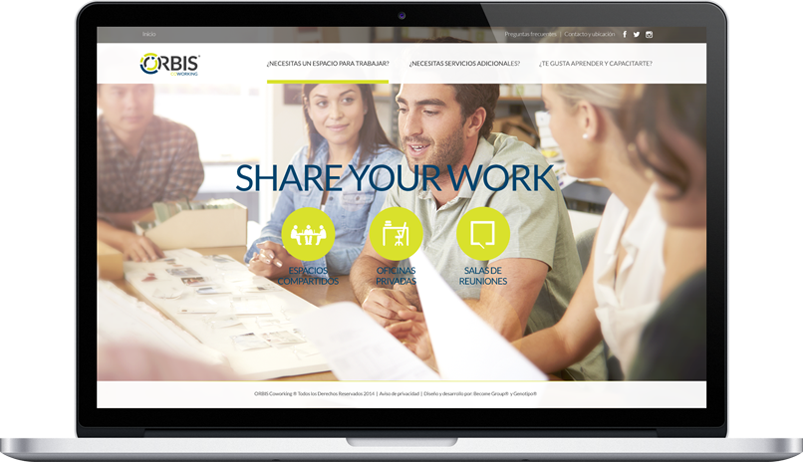 Inicio
Preguntas frecuentes | Contacto y ubicación
ORBIS®
COWORKING
¿NECESITAS UN ESPACIO PARA TRABAJAR?
¿NECESITAS SERVICIOS ADICIONALES?
¿TE GUSTA APRENDER Y CAPACITARTE?
SHARE YOUR WORK
ESPACIOS
COMPARTIDOS
OFICINAS
PRIVADAS
SALAS DE
REUNIONES
ORBIS Coworking ® Todos los Derechos Reservados 2014 | Aviso de privacidad | Diseño y desarrollo por: Become Group® y Genotipo®